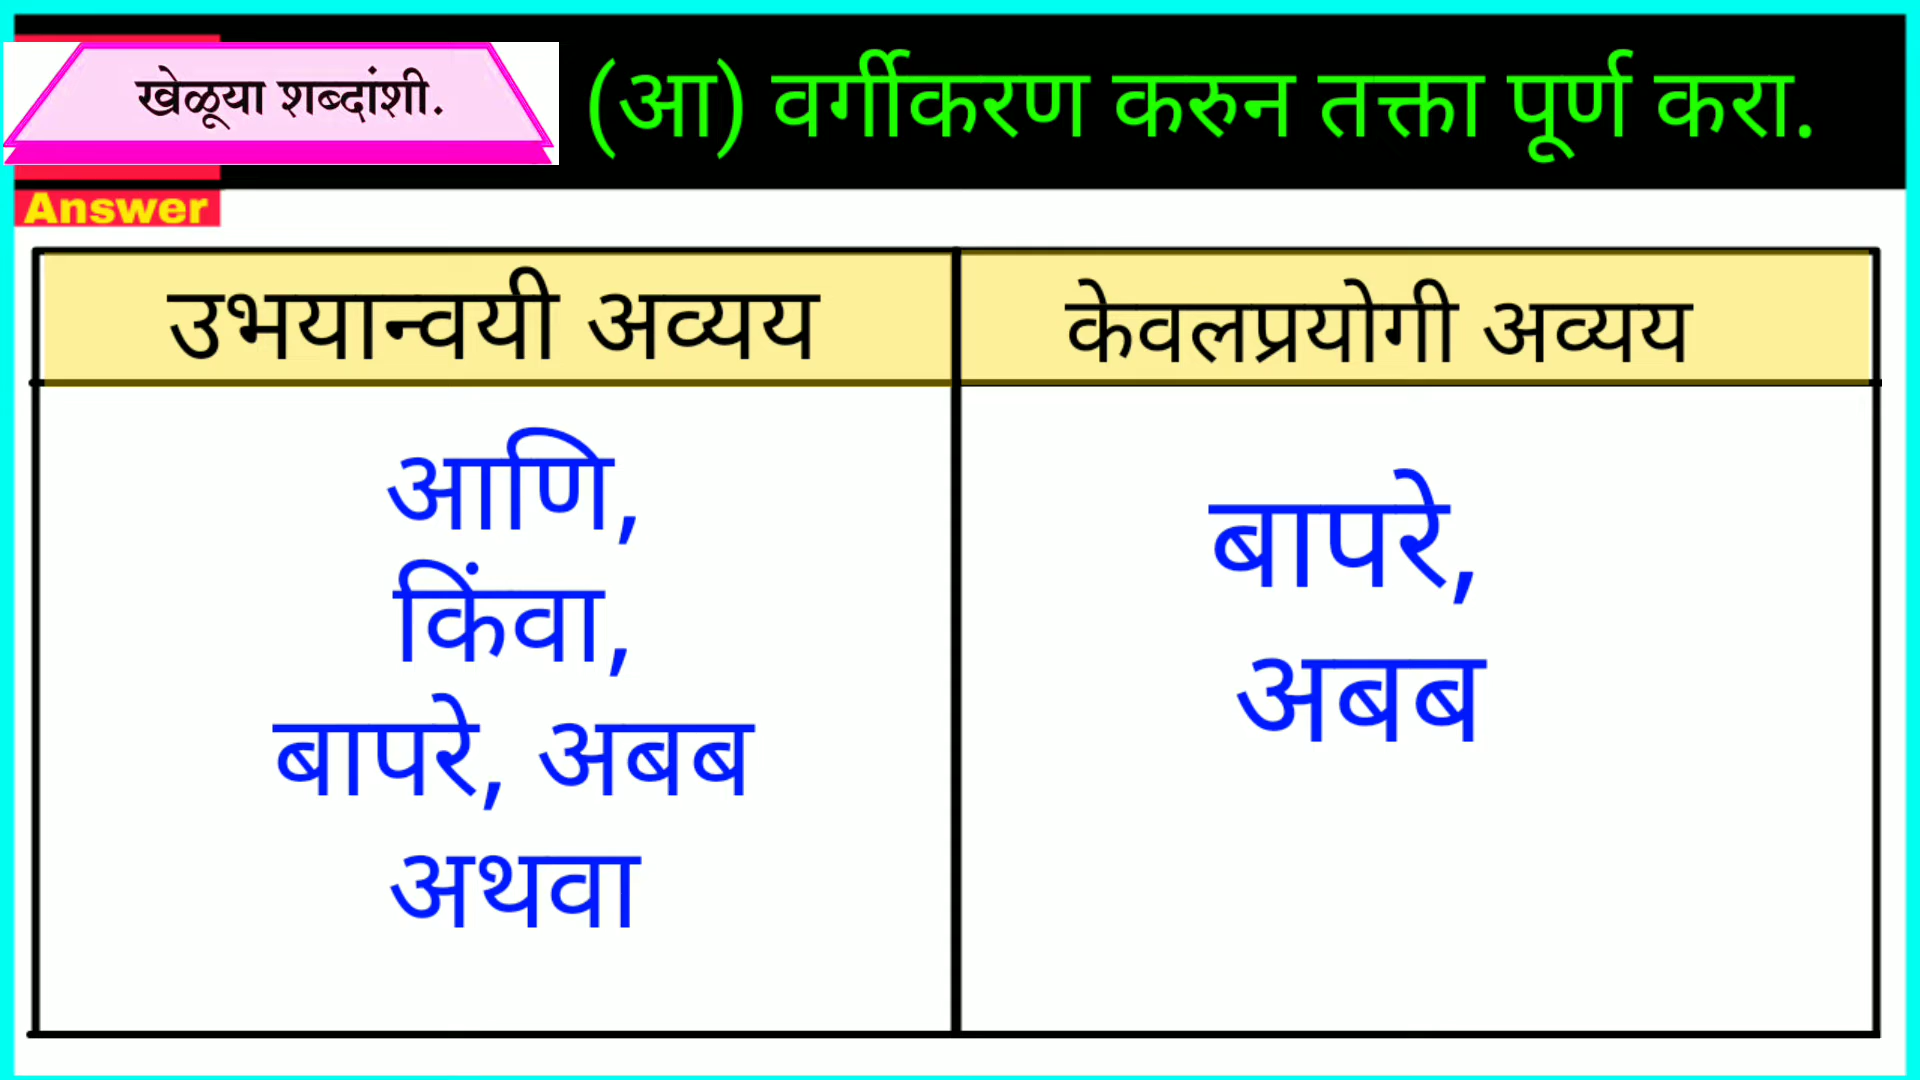 खेळूया शब्दांशी.
(आ) वर्गीकरण करुन तक्ता पूर्ण करा.
Answer
उभयान्वयी अव्यय
केवलप्रयोगी अव्यय
आणि,
किंवा,
बापरे, अबब
अथवा
बापरे,
अबब